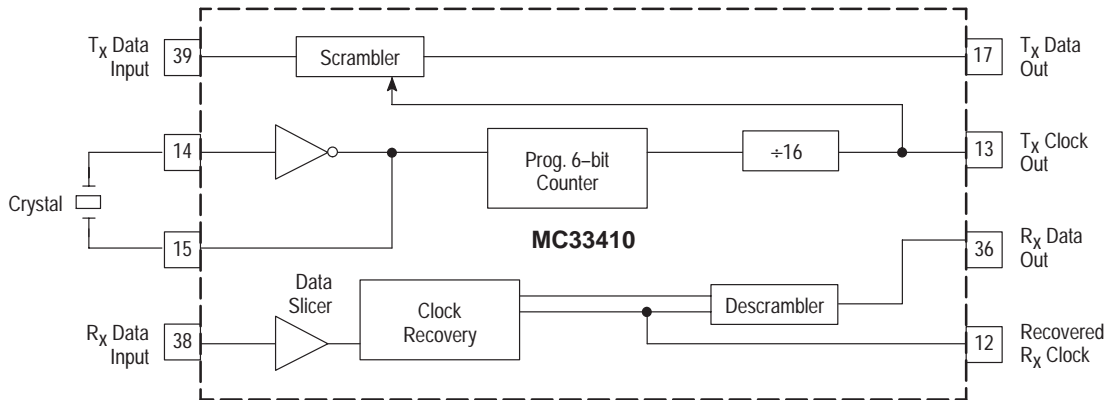 Tx Data
Input
39
Scrambler
17
Tx Data
Out
14
Prog. 6–bit
Counter
÷16
13
Tx Clock
Out
Crystal
15
MC33410
36
Rx Data
Out
Data
Slicer
Clock
Recovery
Descrambler
Rx Data
Input
38
12
Recovered
Rx Clock